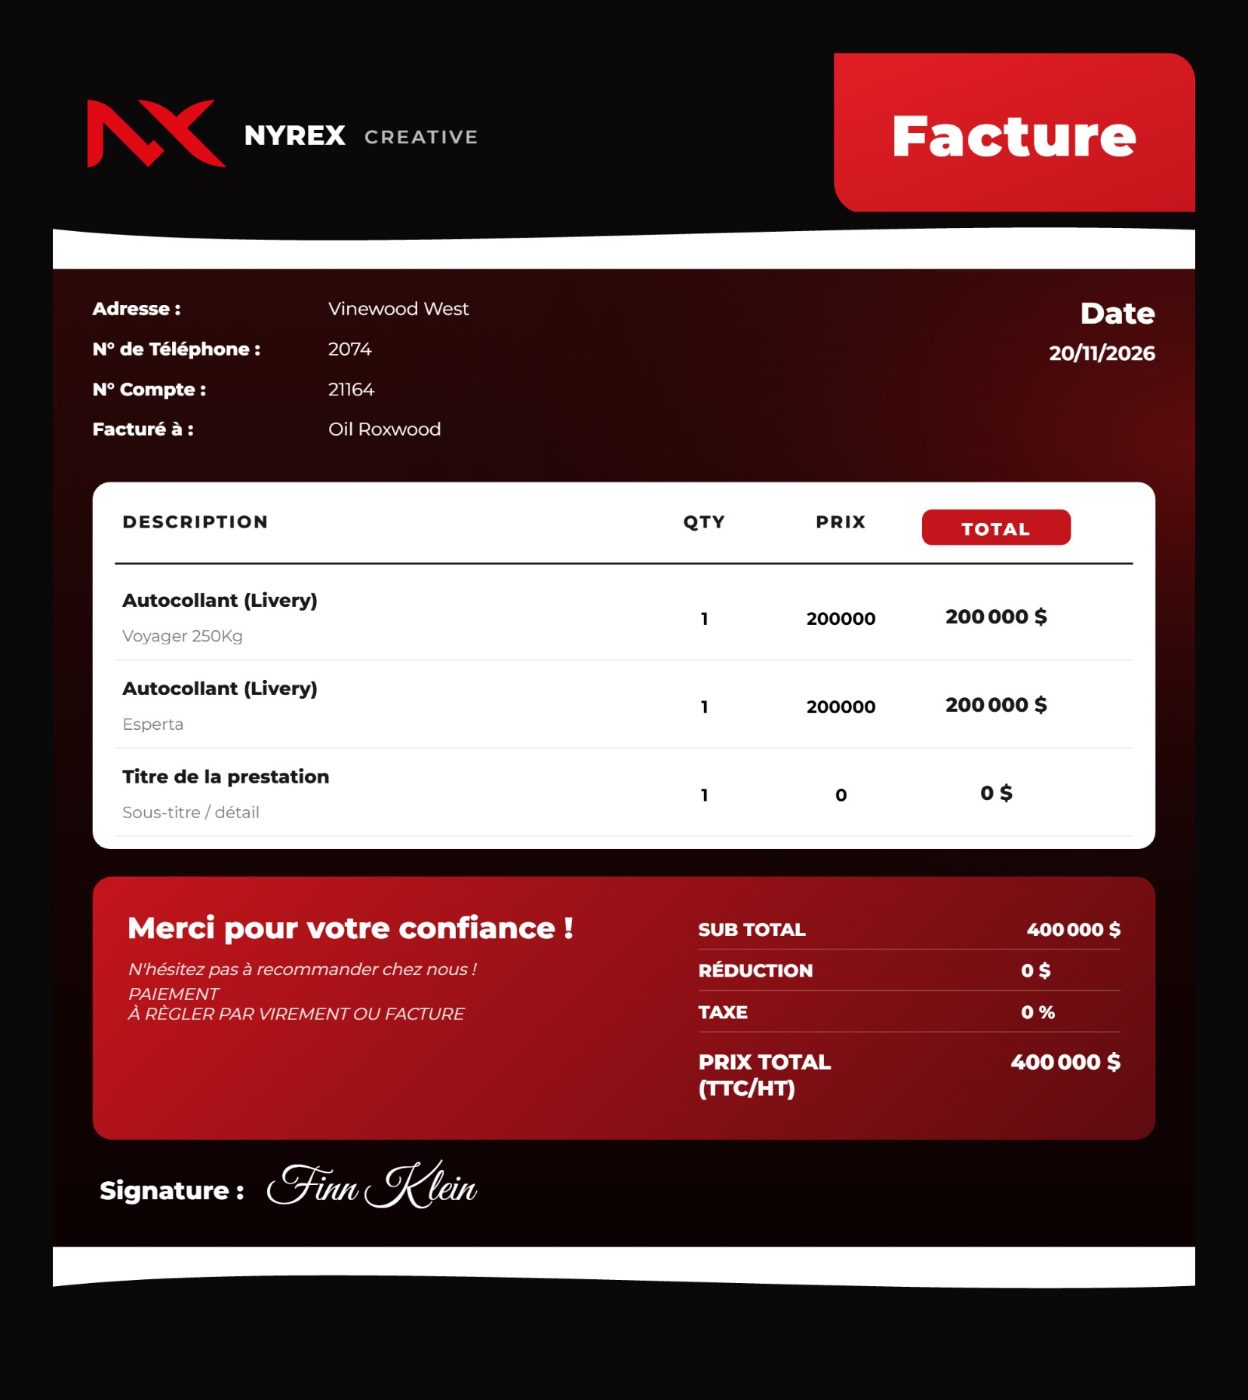 NYREX CREATIVE
Facture
Adresse : Vinewood West
N° de Téléphone : 2074
N° Compte : 21164
Facturé à : Oil Roxwood
Date
20/11/2026
DESCRIPTION QTY PRIX TOTAL
Autocollant (Livery)
Voyager 250Kg
1 200000 200 000 $
Autocollant (Livery)
Esperta
1 200000 200 000 $
Titre de la prestation
Sous-titre / détail
1 0 0 $
Merci pour votre confiance !
N'hésitez pas à recommander chez nous !
PAIEMENT
À RÈGLER PAR VIREMENT OU FACTURE
SUB TOTAL 400 000 $
RÉDUCTION 0 $
TAXE 0 %
PRIX TOTAL 400 000 $
(TTC/HT)
Signature : Finn Klein